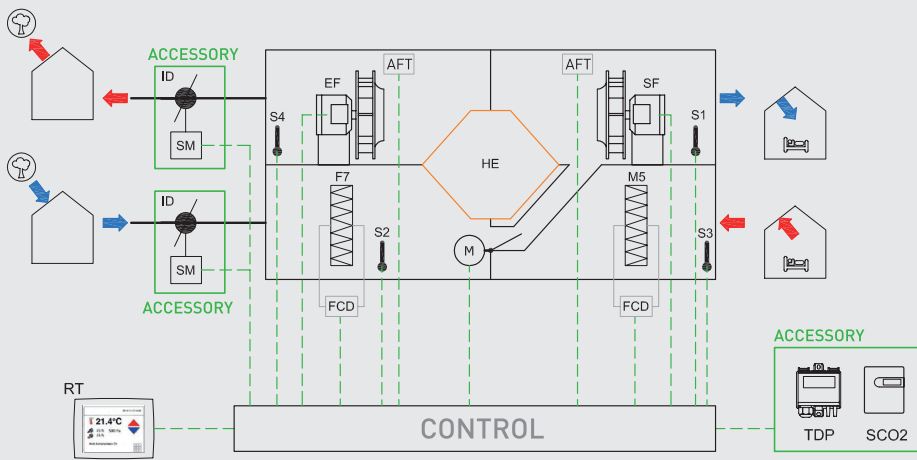 ACCESSORY
ID
SM
EF
AFT
AFT
SF
S4
S1
HE
ID
SM
ACCESSORY
F7
M5
S2
S3
M
FCD
FCD
RT
21.4°C
CONTROL
ACCESSORY
TDP
SCO2